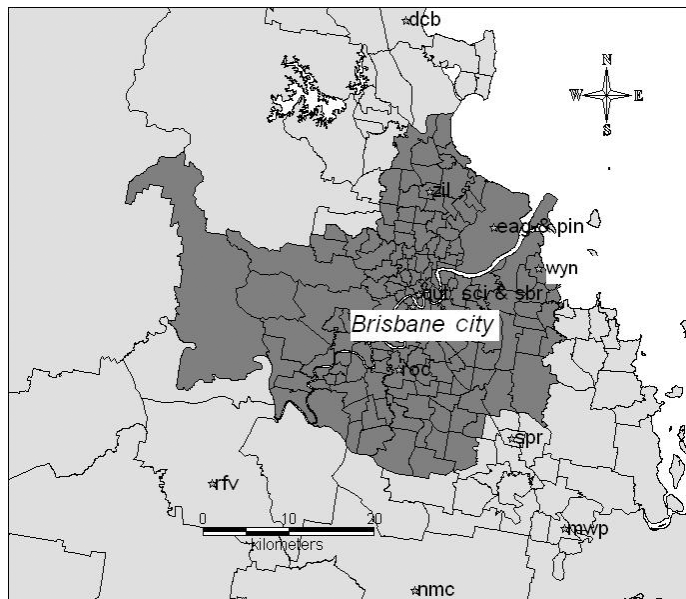 dcb
N
W E
S
zil
eag & pin
wyn
qut, sci & sbr
Brisbane city
roc
spr
rfv
0 10 20
kilometers
mwp
nmc